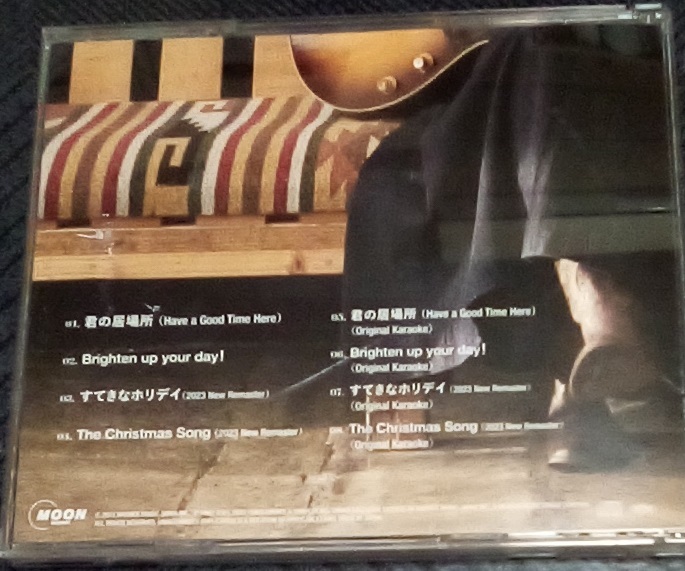 01. 君の居場所 (Have a Good Time Here)
02. Brighten up your day!
03. すてきなホリデイ (2023 New Remaster)
04. The Christmas Song (2023 New Remaster)
05. 君の居場所 (Have a Good Time Here)
(Original Karaoke)
06. Brighten up your day!
(Original Karaoke)
07. すてきなホリデイ (2023 New Remaster)
(Original Karaoke)
08. The Christmas Song (2023 New Remaster)
(Original Karaoke)
MOON